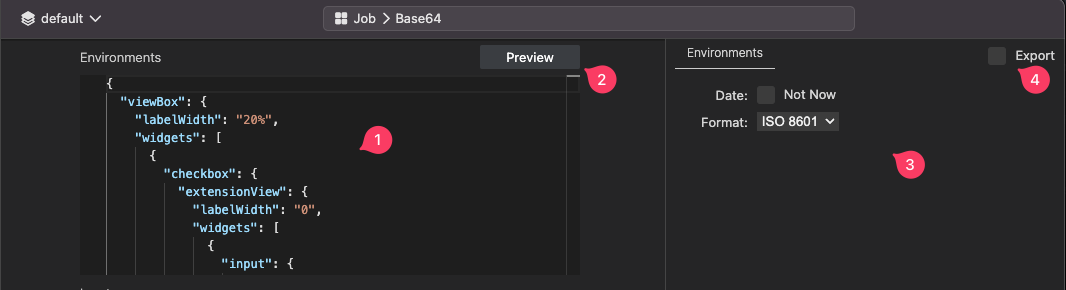 default
Job > Base64
Environments
Preview
2
{
"viewBox": {
"labelWidth": "20%",
"widgets": [
1
{
"checkbox": {
"extensionView": {
"labelWidth": "0",
"widgets": [
{
"input": {
Environments
Export
4
Date: Not Now
Format: ISO 8601
3